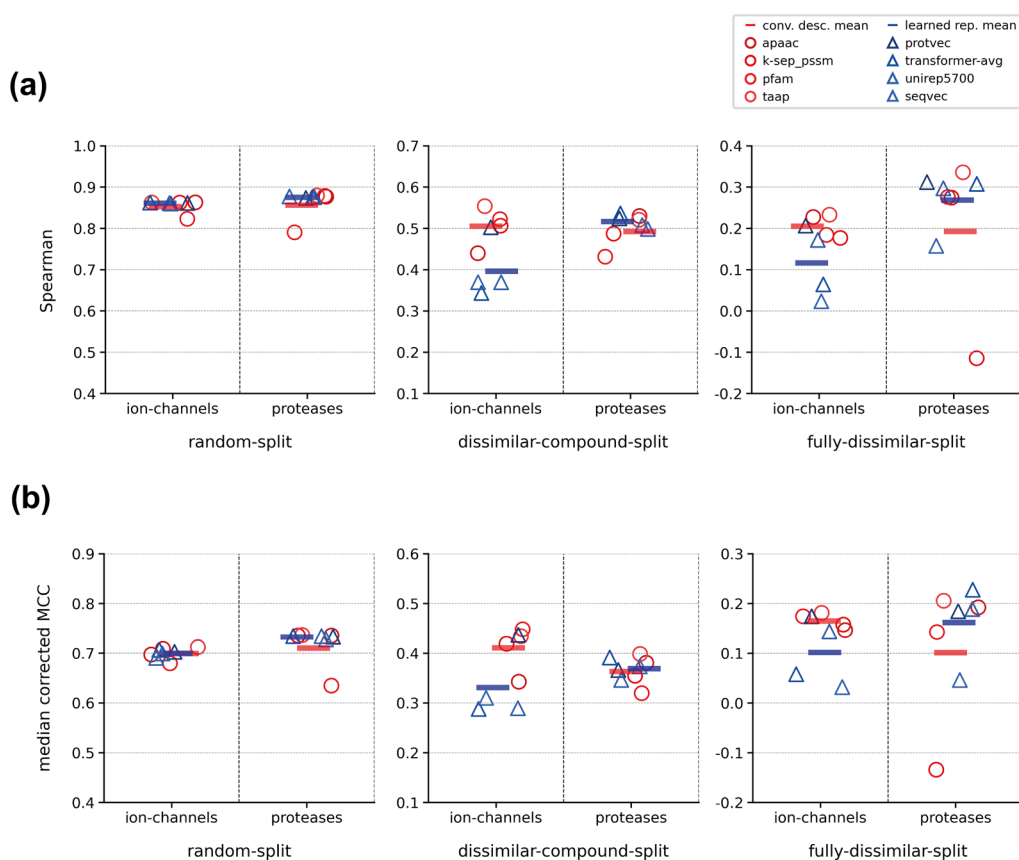 conv. desc. mean
apaac
k-sep_pssm
pfam
taap
learned rep. mean
protvec
transformer-avg
unirep5700
seqvec
(a)
Spearman
1.0
0.9
0.8
0.7
0.6
0.5
0.4
ion-channels proteases
random-split
0.7
0.6
0.5
0.4
0.3
0.2
0.1
ion-channels proteases
dissimilar-compound-split
0.4
0.3
0.2
0.1
0.0
-0.1
-0.2
ion-channels proteases
fully-dissimilar-split
(b)
median corrected MCC
0.9
0.8
0.7
0.6
0.5
0.4
ion-channels proteases
random-split
0.6
0.5
0.4
0.3
0.2
0.1
ion-channels proteases
dissimilar-compound-split
0.3
0.2
0.1
0.0
-0.1
-0.2
ion-channels proteases
fully-dissimilar-split